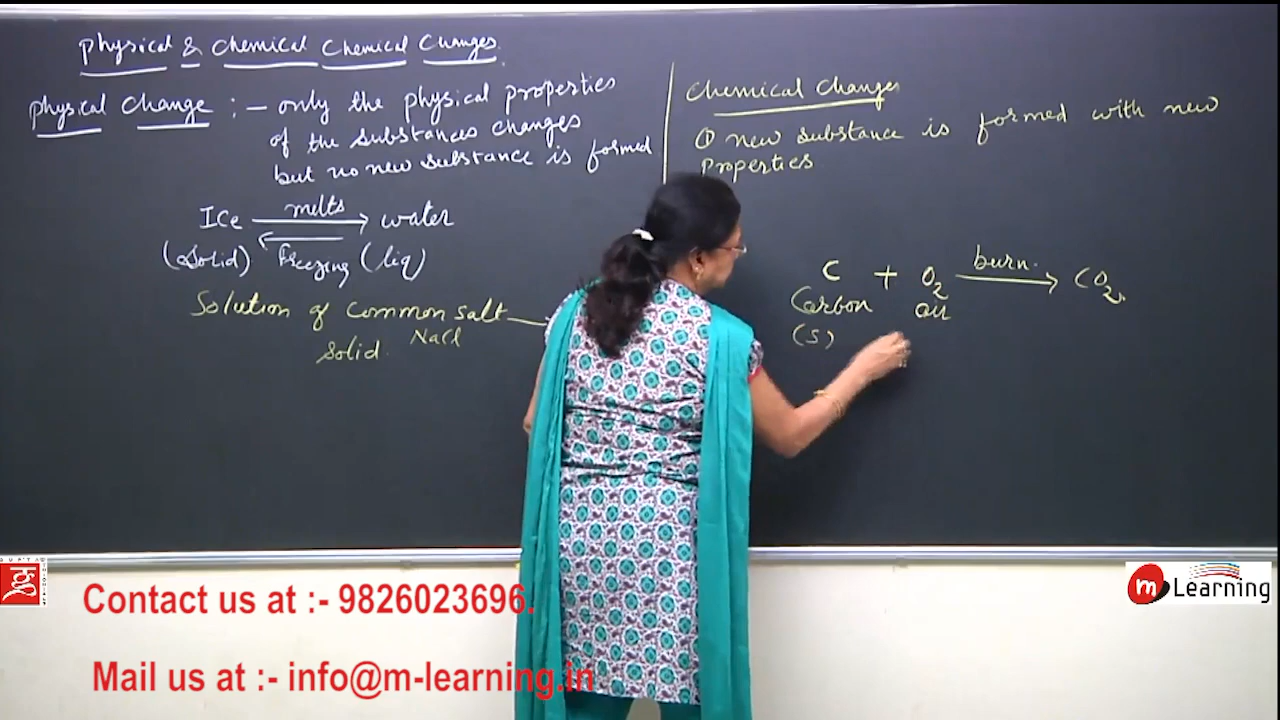 Physical & Chemical Chemical Changes.
Physical Change : - only the physical properties
of the substances changes
but no new substance is formed
ICe melts water
(Solid) Freezing (liq)
Solution of Common salt
Solid. NaCl
Chemical Changes
① new substance is formed with new
Properties
C + O2 burn. CO2.
Carbon air
(S)
GUPTA
m Learning
Contact us at :- 9826023696.
Mail us at :- info@m-learning.in